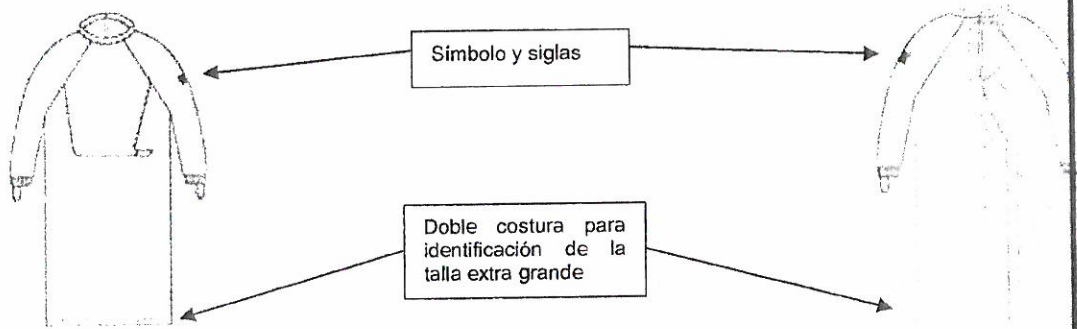 Símbolo y siglas
Doble costura para
identificación de la
talla extra grande